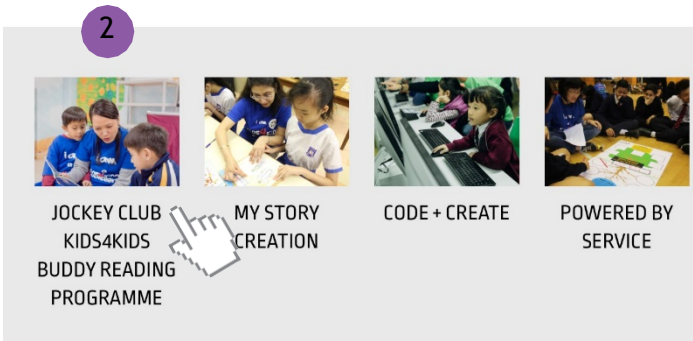 2
JOCKEY CLUB
KIDS4KIDS
BUDDY READING
PROGRAMME
MY STORY
CREATION
CODE + CREATE
POWERED BY
SERVICE